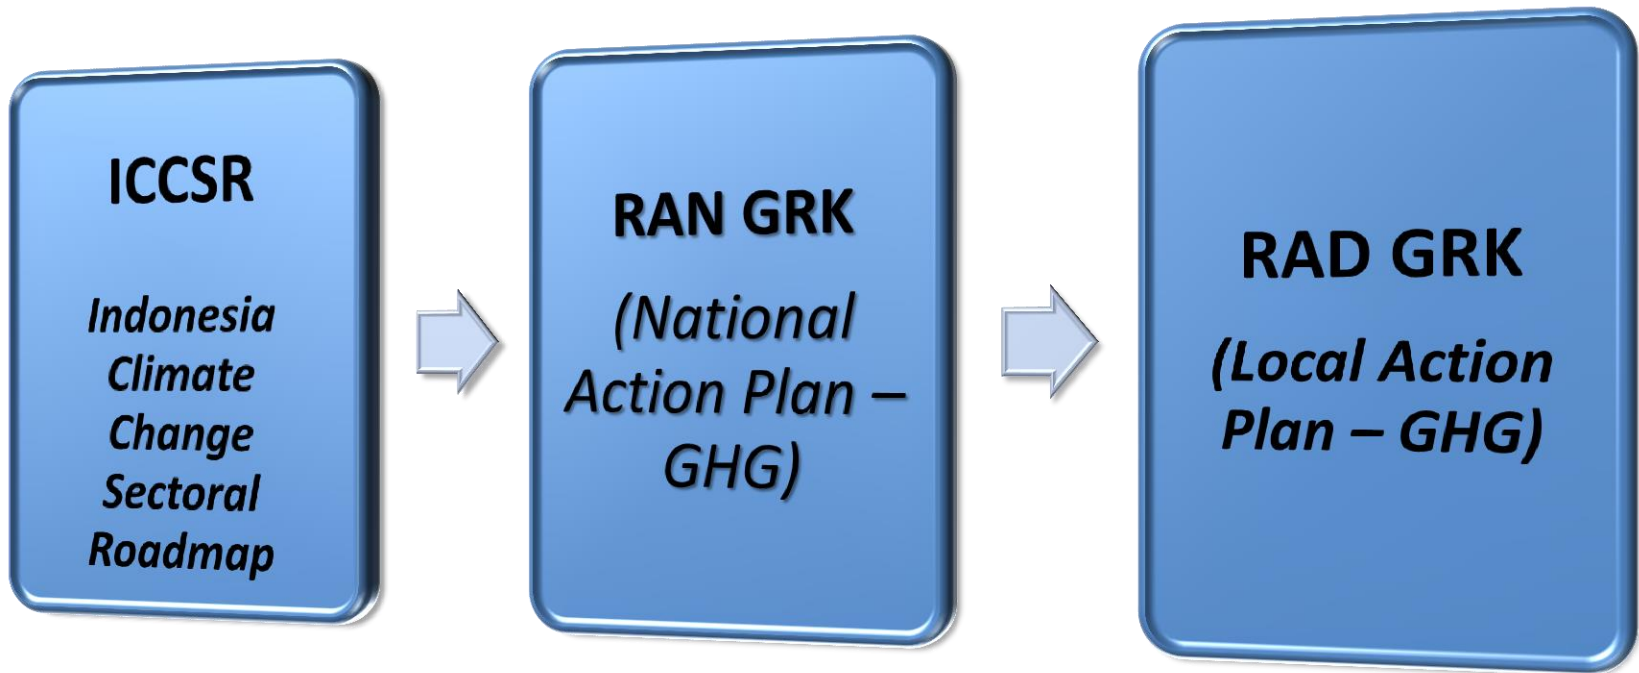 ICCSR
Indonesia
Climate
Change
Sectoral
Roadmap
RAN GRK
(National
Action Plan –
GHG)
RAD GRK
(Local Action
Plan – GHG)